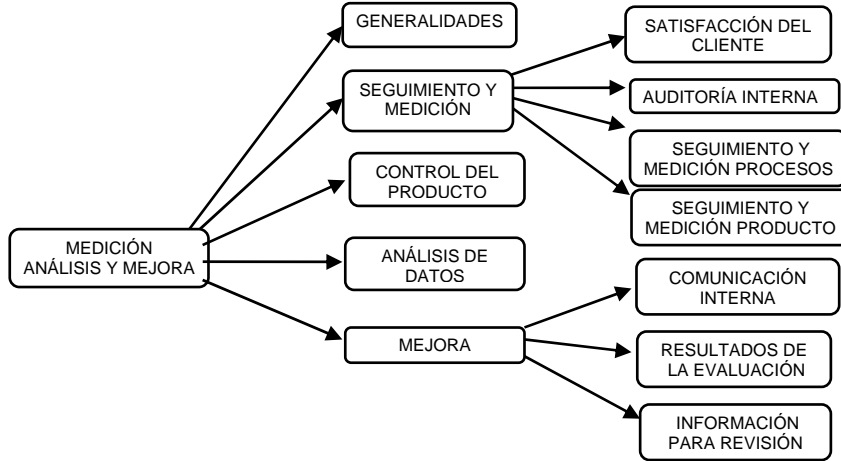 GENERALIDADES
SATISFACCIÓN DEL
CLIENTE
SEGUIMIENTO Y
MEDICIÓN
AUDITORÍA INTERNA
SEGUIMIENTO Y
MEDICIÓN PROCESOS
CONTROL DEL
PRODUCTO
SEGUIMIENTO Y
MEDICIÓN PRODUCTO
MEDICIÓN
ANÁLISIS Y MEJORA
ANÁLISIS DE
DATOS
COMUNICACIÓN
INTERNA
MEJORA
RESULTADOS DE
LA EVALUACIÓN
INFORMACIÓN
PARA REVISIÓN